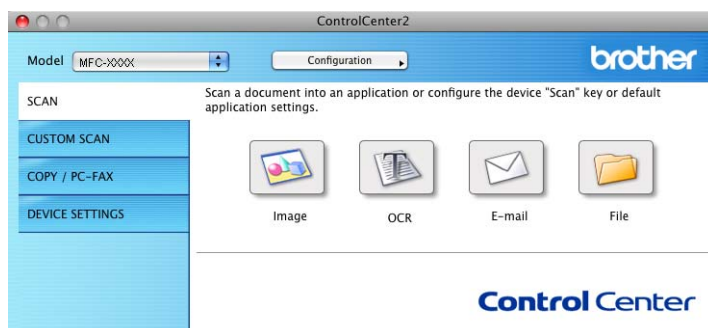 ControlCenter2
Model MFC-XXXX Configuration brother
SCAN
Scan a document into an application or configure the device "Scan" key or default
application settings.
CUSTOM SCAN
COPY / PC-FAX
DEVICE SETTINGS
Image OCR E-mail File
Control Center